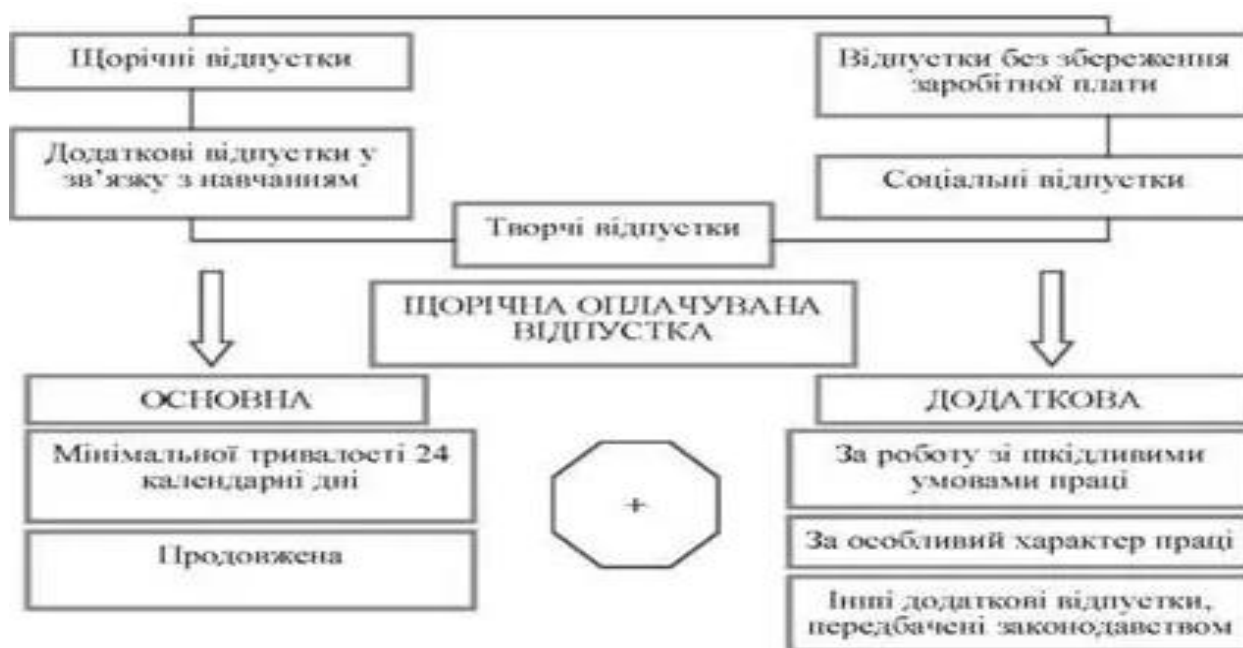 Щорічні відпустки
Відпустки без збереження
заробітної плати
Додаткові відпустки у
зв’язку з навчанням
Соціальні відпустки
Творчі відпустки
ЩОРІЧНА ОПЛАЧУВАНА
ВІДПУСТКА
ОСНОВНА
ДОДАТКОВА
Мінімальної тривалості 24
календарні дні
За роботу зі шкідливими
умовами праці
+
Продовжена
За особливий характер праці
Інші додаткові відпустки,
передбачені законодавством